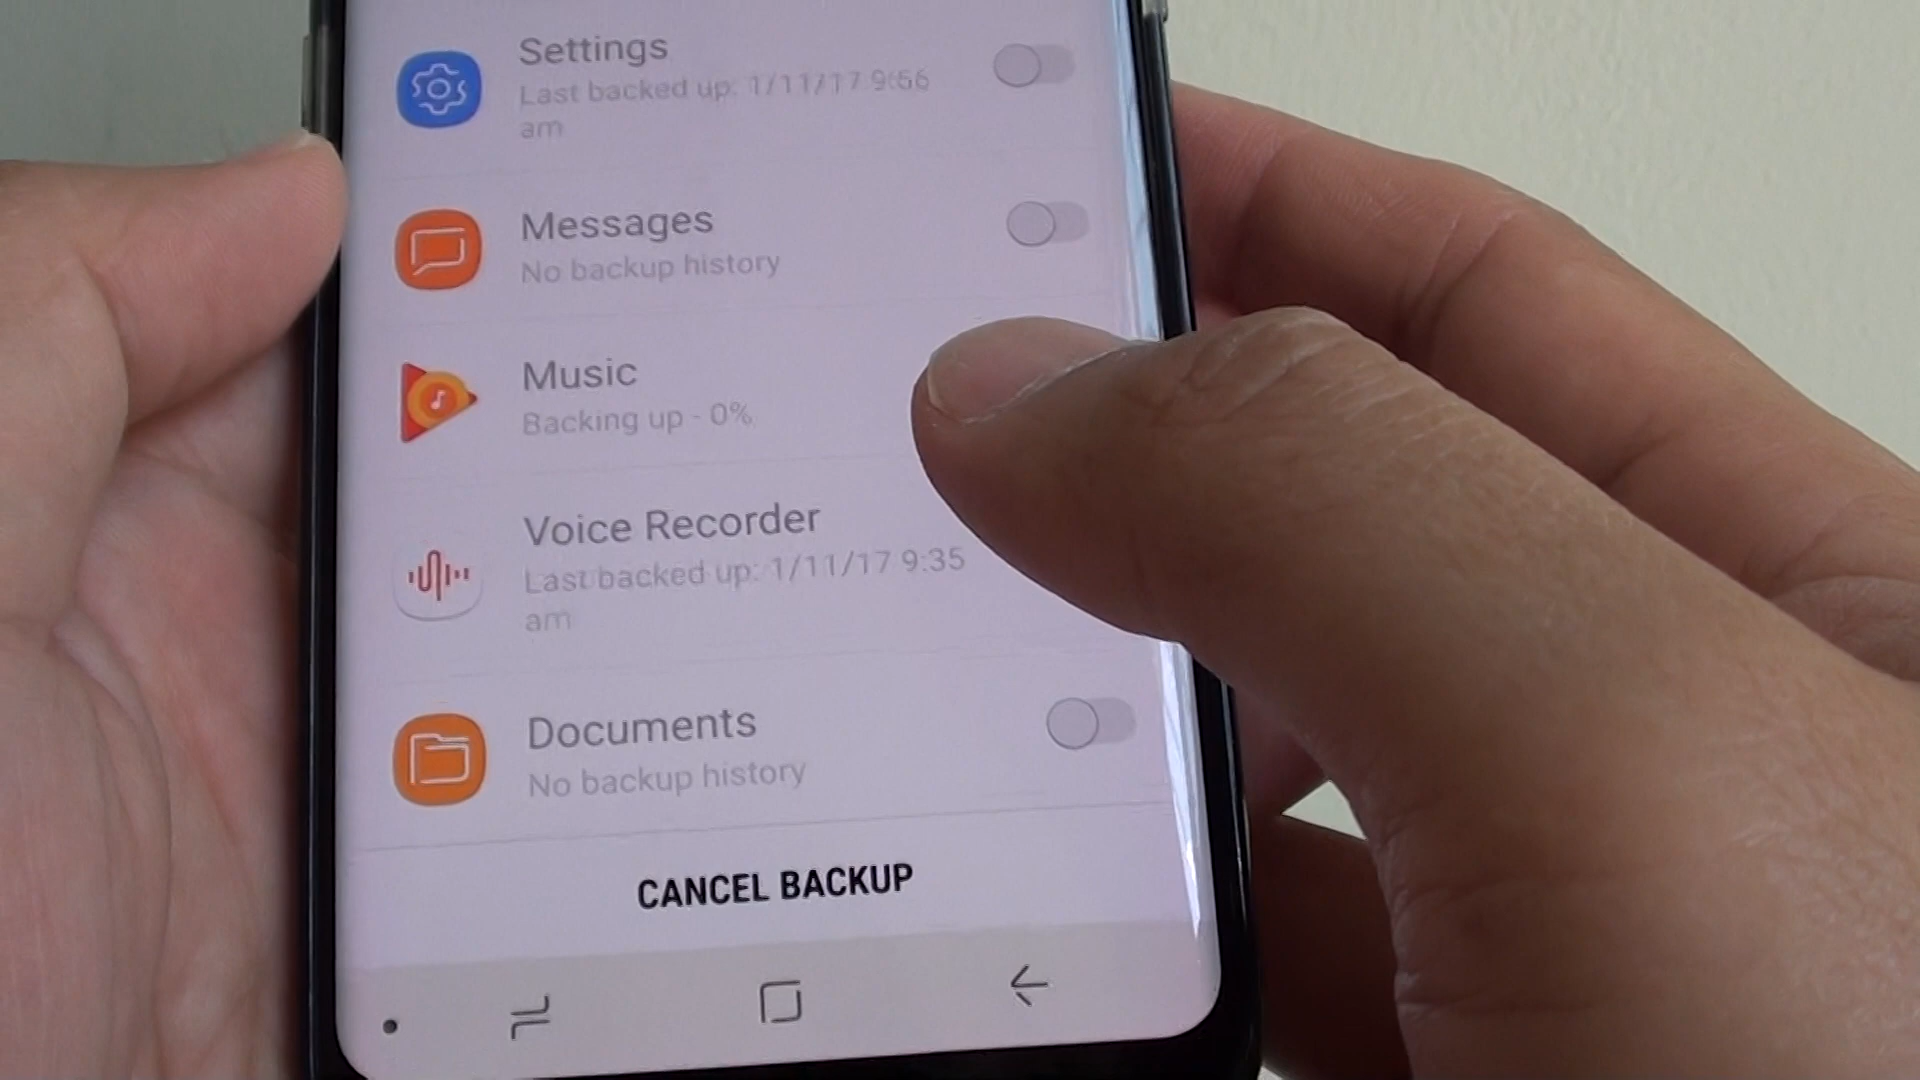 Settings
Last backed up: 1/11/17 9:56
am
Messages
No backup history
Music
Backing up - 0%
Voice Recorder
Last backed up: 1/11/17 9:35
am
Documents
No backup history
CANCEL BACKUP